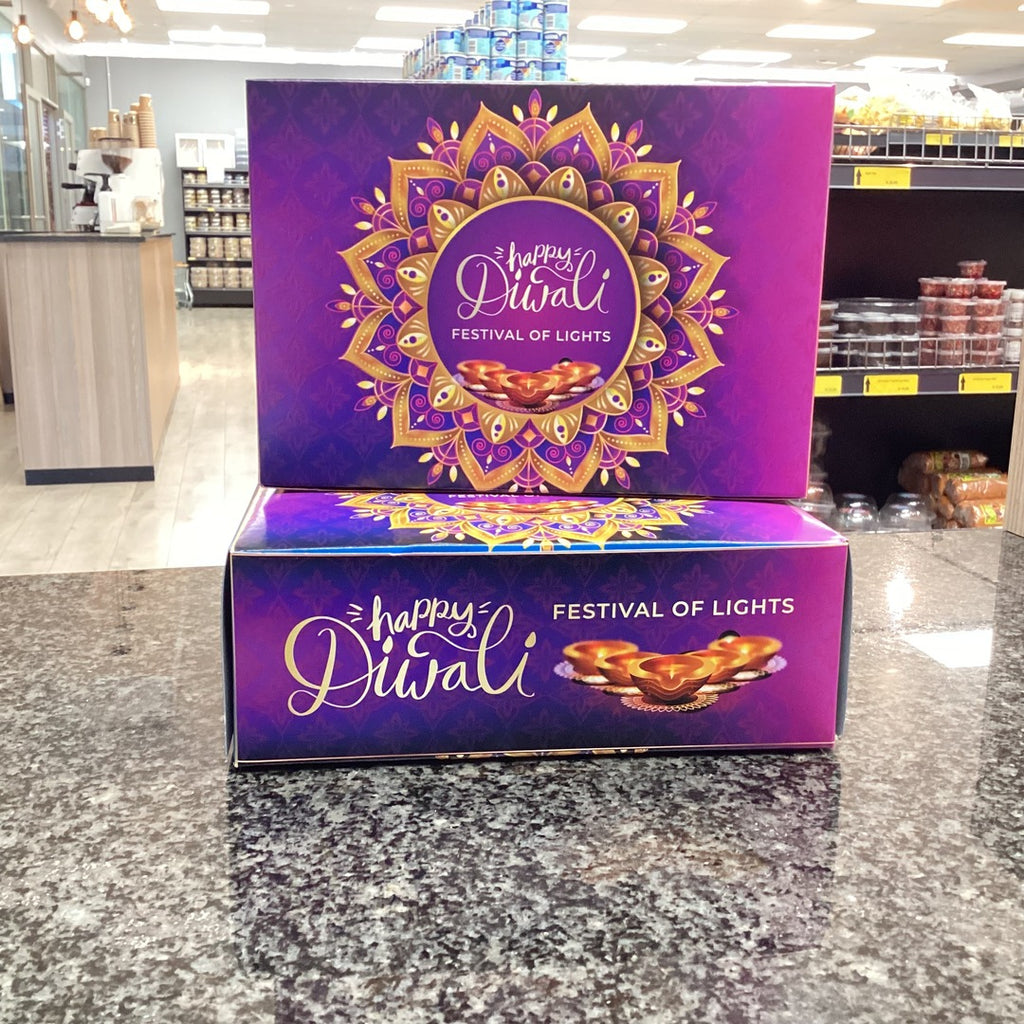 happy
Diwali
FESTIVAL OF LIGHTS
happy
Diwali
FESTIVAL OF LIGHTS